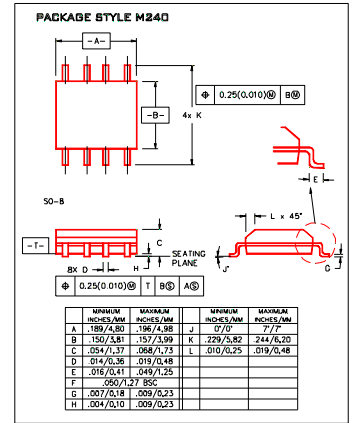 PACKAGE STYLE M240
-A-
-B-
4x K
⌖ 0.25(0.010)Ⓜ BⓂ
E
SO-8
-T-
C
SEATING PLANE
8X D
H
L x 45°
J°
G
⌖ 0.25(0.010)Ⓜ T BⓈ AⓈ
MINIMUM INCHES/MM MAXIMUM INCHES/MM MINIMUM INCHES/MM MAXIMUM INCHES/MM
A .189/4,80 .196/4,98 J 0°/0° 7°/7°
B .150/3,81 .157/3,99 K .229/5,82 .244/6,20
C .054/1,37 .068/1,73 L .010/0,25 .019/0,48
D .014/0,36 .019/0,48
E .016/0,41 .049/1,25
F .050/1,27 BSC
G .007/0,18 .009/0,23
H .004/0,10 .009/0,23